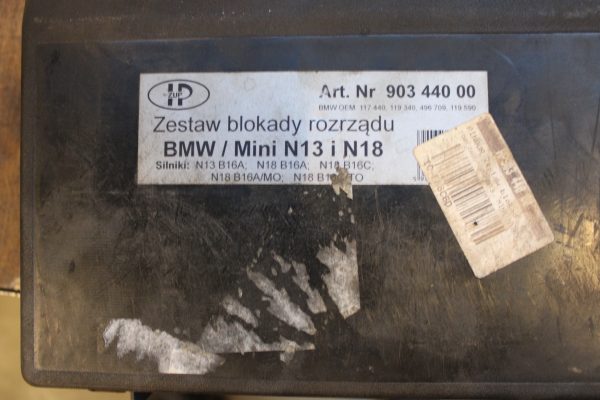 ZUP HP
Art. Nr 903 440 00
BMW OEM 117 440, 119 340, 496 709, 119 590
Zestaw blokady rozrządu
BMW / Mini N13 i N18
Silniki: N13 B16A; N18 B16A; N18 B16C;
N18 B16A/MO; N18 TO